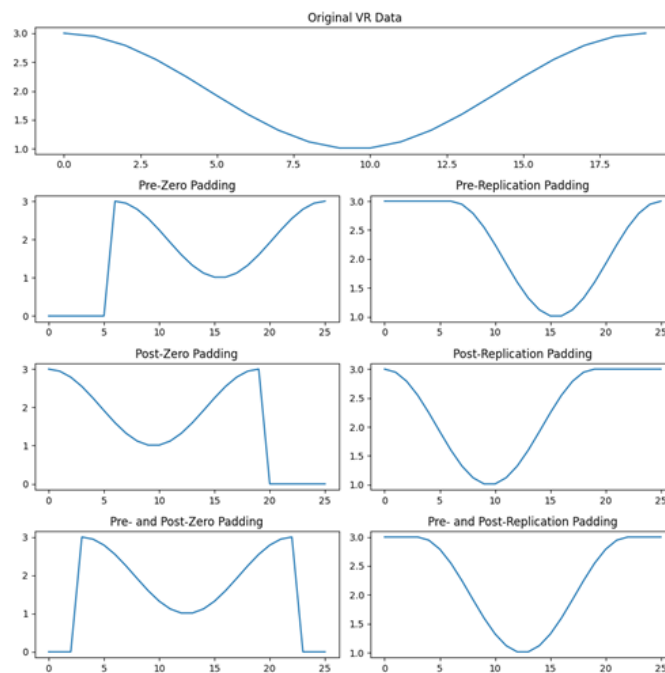 Original VR Data
3.0
2.5
2.0
1.5
1.0
0.0 2.5 5.0 7.5 10.0 12.5 15.0 17.5
Pre-Zero Padding
3
2
1
0
0 5 10 15 20 25
Pre-Replication Padding
3.0
2.5
2.0
1.5
1.0
0 5 10 15 20 25
Post-Zero Padding
3
2
1
0
0 5 10 15 20 25
Post-Replication Padding
3.0
2.5
2.0
1.5
1.0
0 5 10 15 20 25
Pre- and Post-Zero Padding
3
2
1
0
0 5 10 15 20 25
Pre- and Post-Replication Padding
3.0
2.5
2.0
1.5
1.0
0 5 10 15 20 25